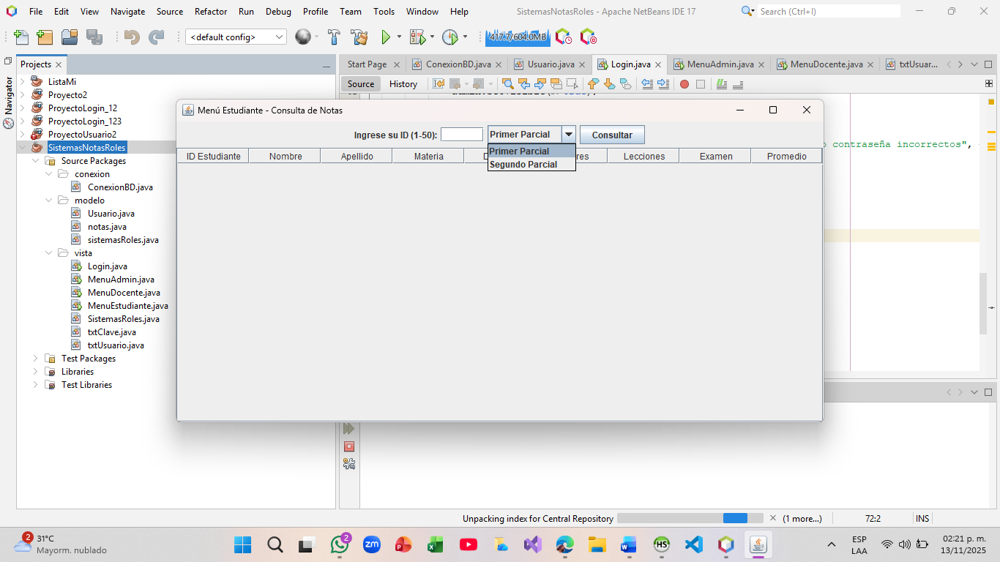 File Edit View Navigate Source Refactor Run Debug Profile Team Tools Window Help
SistemasNotasRoles - Apache NetBeans IDE 17
Search (Ctrl+I)
<default config>
417.7/604.0MB
Projects
Start Page
ConexionBD.java
Usuario.java
Login.java
MenuAdmin.java
MenuDocente.java
txtUsuar...
Navigator
Source History
ListaMi
Proyecto2
ProyectoLogin_12
ProyectoLogin_123
ProyectoUsuario2
SistemasNotasRoles
Source Packages
conexion
ConexionBD.java
modelo
Usuario.java
notas.java
sistemasRoles.java
vista
Login.java
MenuAdmin.java
MenuDocente.java
MenuEstudiante.java
SistemasRoles.java
txtClave.java
txtUsuario.java
Test Packages
Libraries
Test Libraries
Menú Estudiante - Consulta de Notas
Ingrese su ID (1-50):
Primer Parcial
Consultar
Primer Parcial
Segundo Parcial
ID Estudiante Nombre Apellido Materia Lecciones Examen Promedio
contraseña incorrectos",
Unpacking index for Central Repository
(1 more...)
72:2
INS
2
31°C
Mayorm. nublado
2
zm
HS
ESP
LAA
02:21 p. m.
13/11/2025